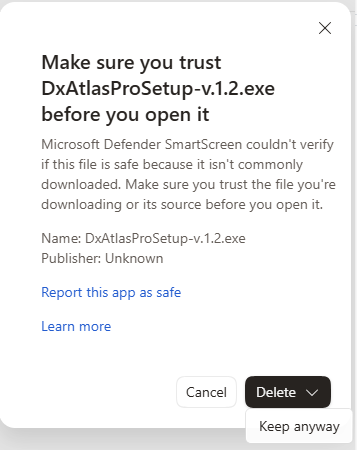 Make sure you trust
DxAtlasProSetup-v.1.2.exe
before you open it
Microsoft Defender SmartScreen couldn't verify
if this file is safe because it isn't commonly
downloaded. Make sure you trust the file you're
downloading or its source before you open it.
Name: DxAtlasProSetup-v.1.2.exe
Publisher: Unknown
Report this app as safe
Learn more
Cancel
Delete
Keep anyway